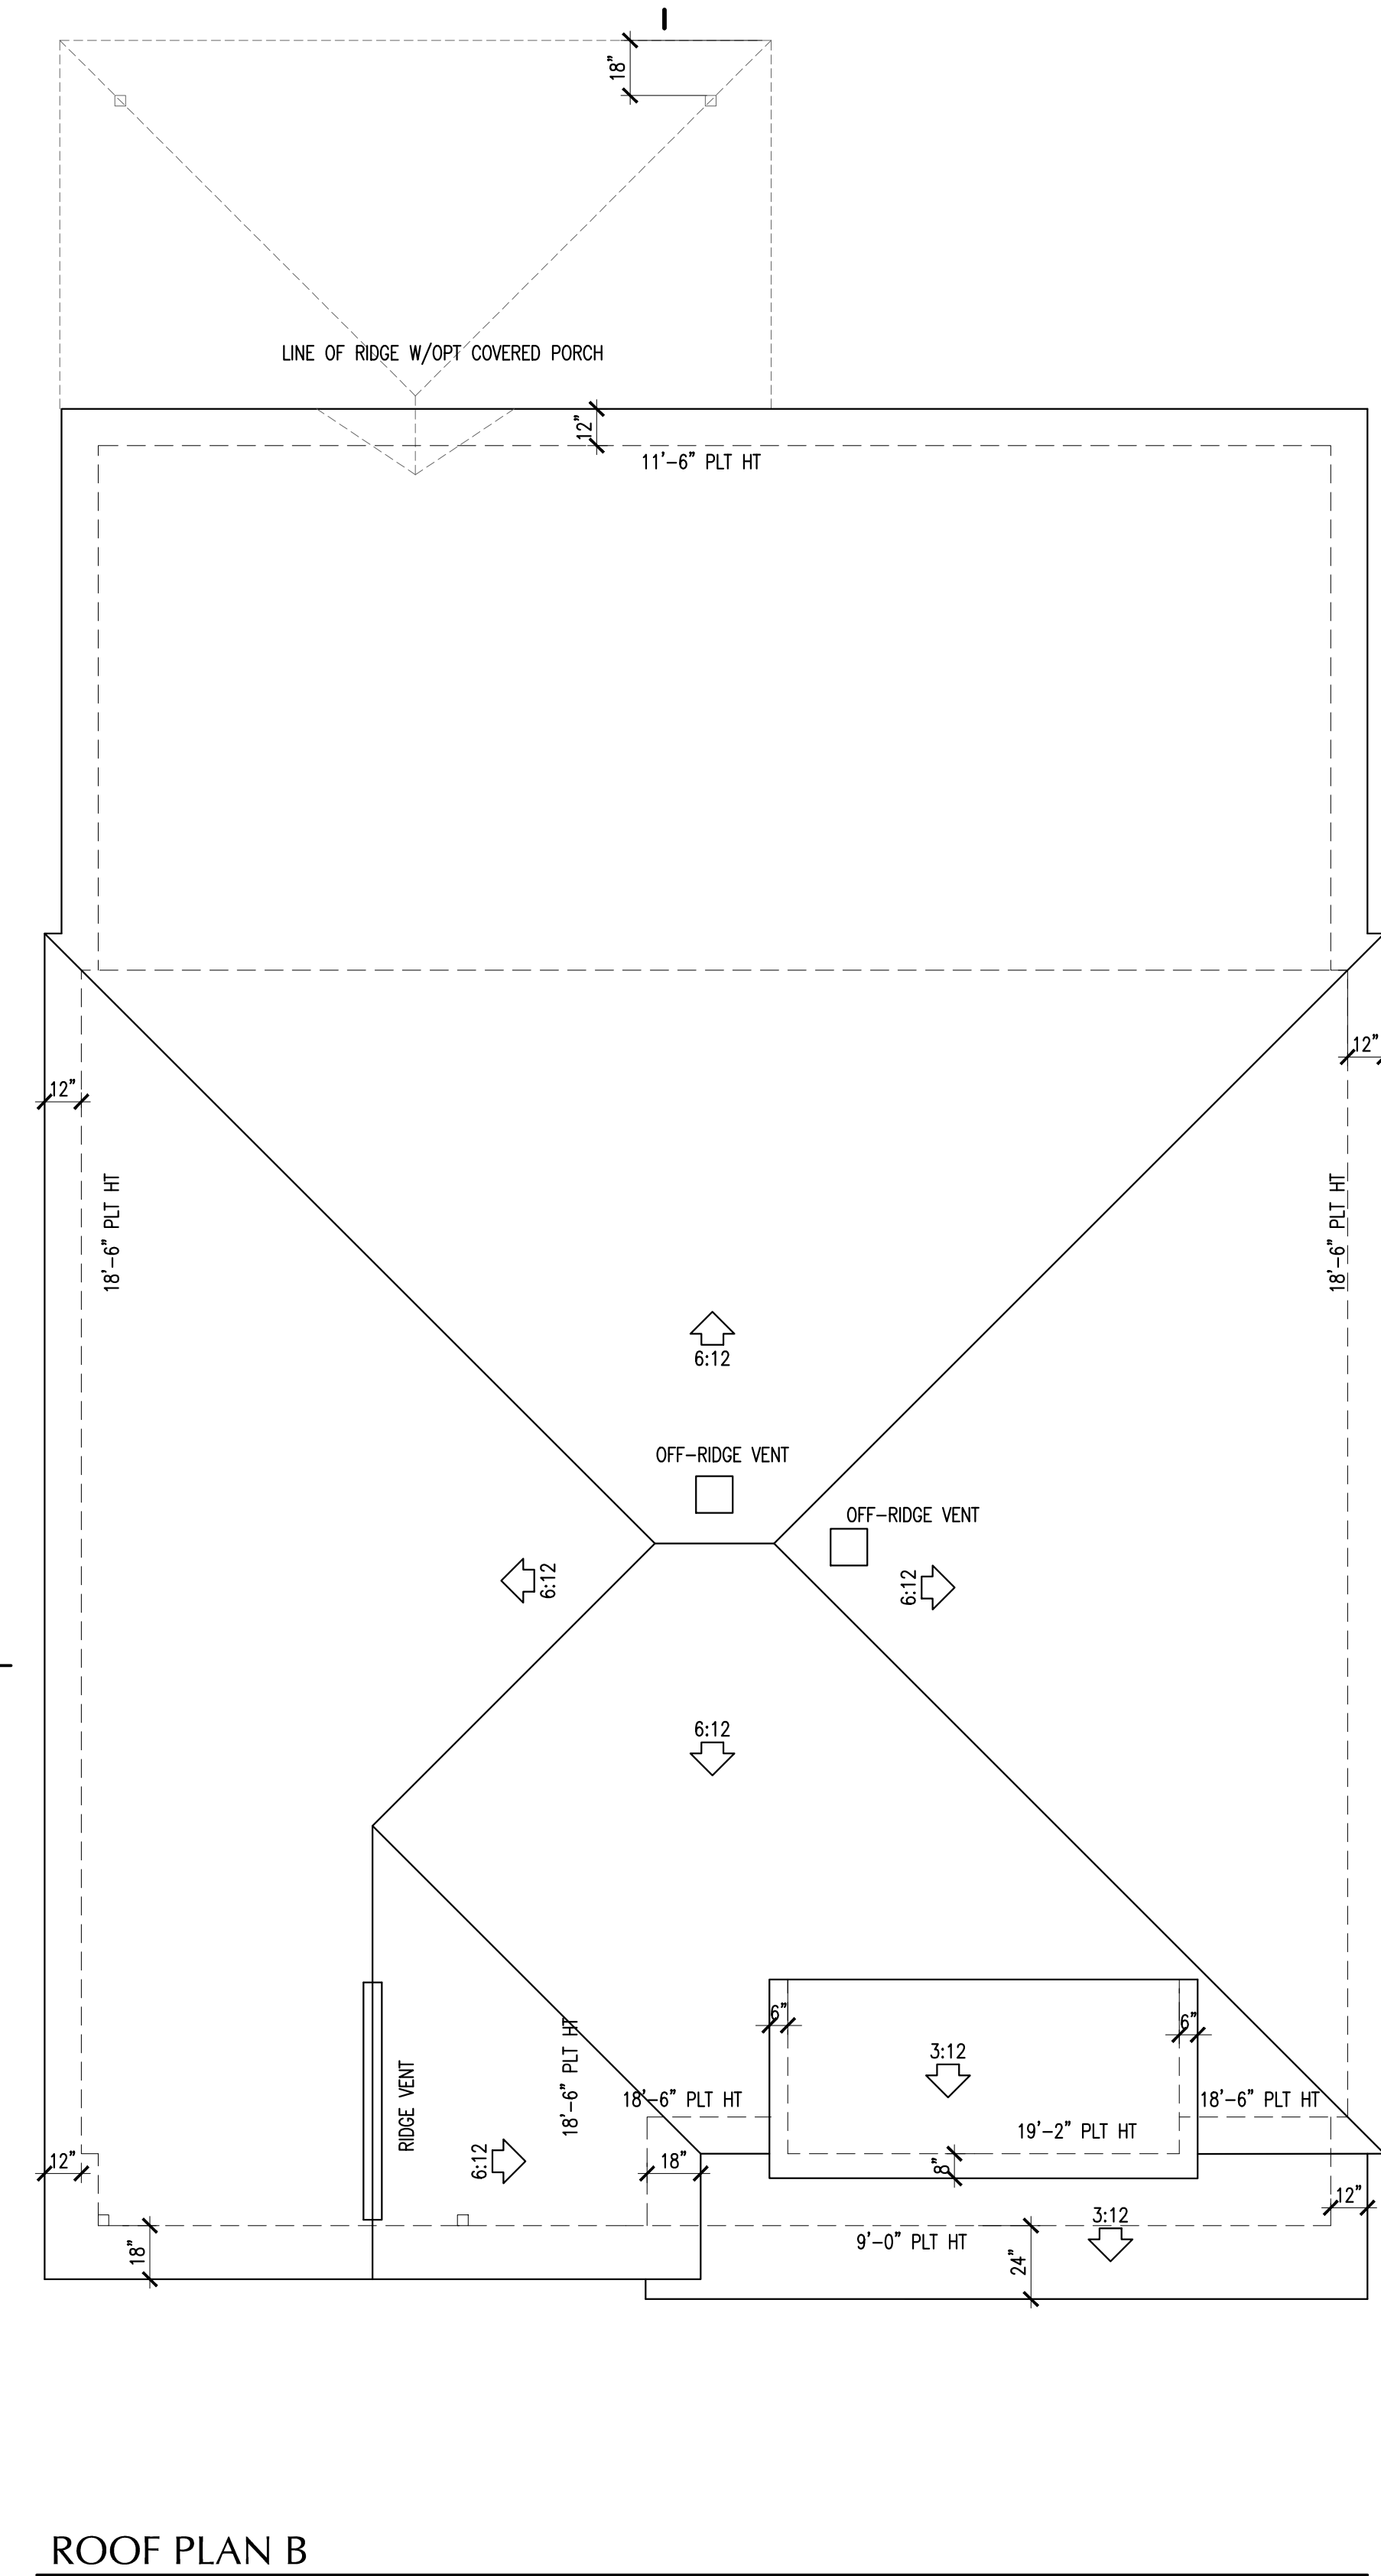 18"
LINE OF RIDGE W/OPT COVERED PORCH
12"
11'-6" PLT HT
12"
12"
18'-6" PLT HT
18'-6" PLT HT
6:12
OFF-RIDGE VENT
OFF-RIDGE VENT
6:12
6:12
6:12
6"
6"
18'-6" PLT HT
3:12
RIDGE VENT
18'-6" PLT HT
18'-6" PLT HT
19'-2" PLT HT
6:12
12"
18"
8"
12"
3:12
18"
9'-0" PLT HT
24"
ROOF PLAN B